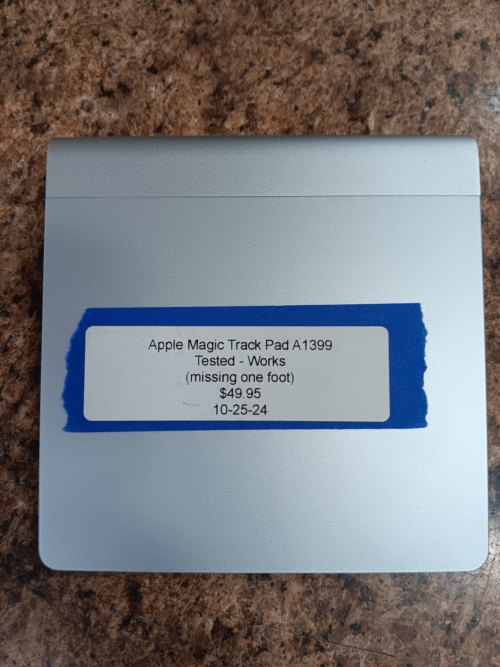 Apple Magic Track Pad A1399
Tested - Works
(missing one foot)
$49.95
10-25-24